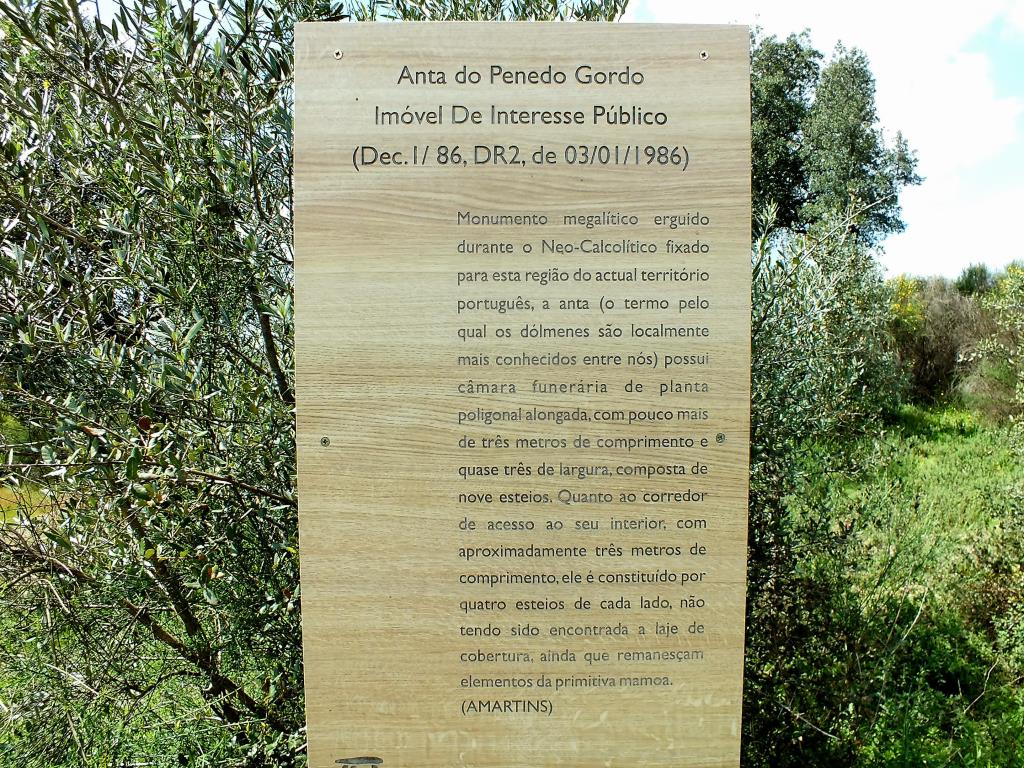 Anta do Penedo Gordo
Imóvel De Interesse Público
(Dec.1/ 86, DR2, de 03/01/1986)
Monumento megalítico erguido
durante o Neo-Calcolítico fixado
para esta região do actual território
português, a anta (o termo pelo
qual os dólmenes são localmente
mais conhecidos entre nós) possui
câmara funerária de planta
poligonal alongada, com pouco mais
de três metros de comprimento e
quase três de largura, composta de
nove esteios. Quanto ao corredor
de acesso ao seu interior, com
aproximadamente três metros de
comprimento, ele é constituído por
quatro esteios de cada lado, não
tendo sido encontrada a laje de
cobertura, ainda que remanesçam
elementos da primitiva mamoa.
(AMARTINS)